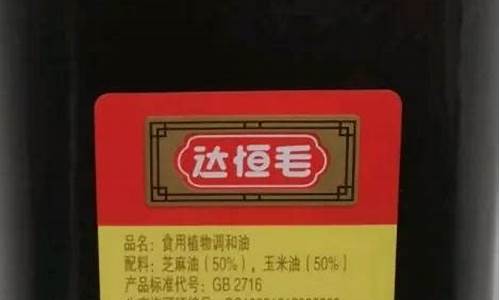 达恒毛
品名：食用植物调和油
配料：芝麻油（50%），玉米油（50%）
产品标准代号：GB 2716